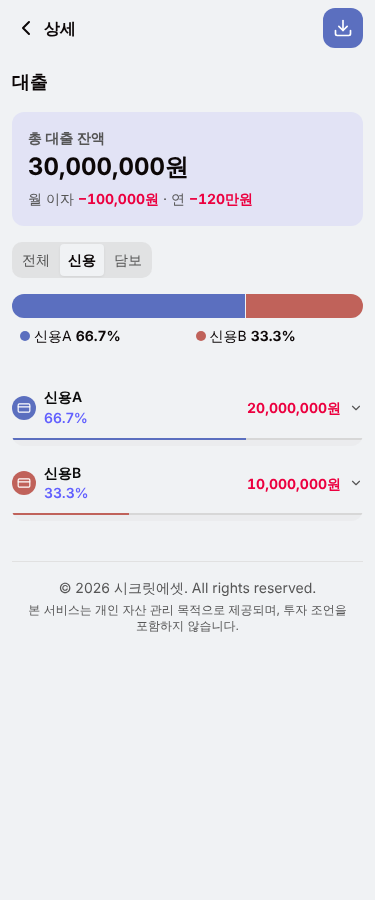 상세
대출
총 대출 잔액
30,000,000원
월 이자 −100,000원 · 연 −120만원
전체 신용 담보
신용A 66.7% 신용B 33.3%
신용A
66.7%
20,000,000원
신용B
33.3%
10,000,000원
© 2026 시크릿에셋. All rights reserved.
본 서비스는 개인 자산 관리 목적으로 제공되며, 투자 조언을
포함하지 않습니다.